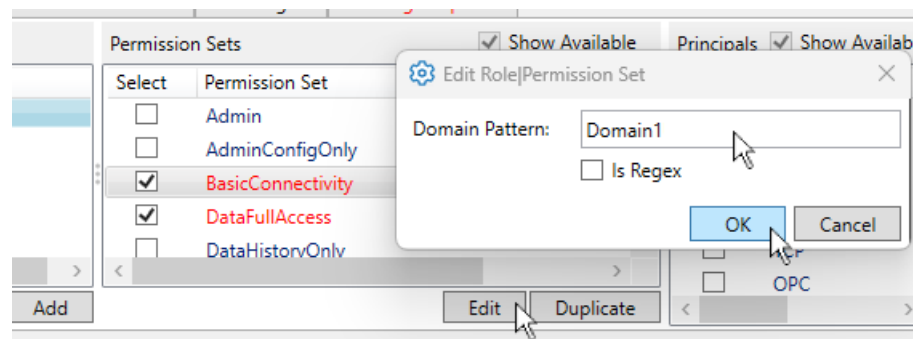 Permission Sets
Show Available
Principals
Show Availab
Select
Permission Set
Admin
AdminConfigOnly
BasicConnectivity
DataFullAccess
DataHistoryOnly
Edit Role|Permission Set
Domain Pattern:
Domain1
Is Regex
OK
Cancel
OPC
Add
Edit
Duplicate